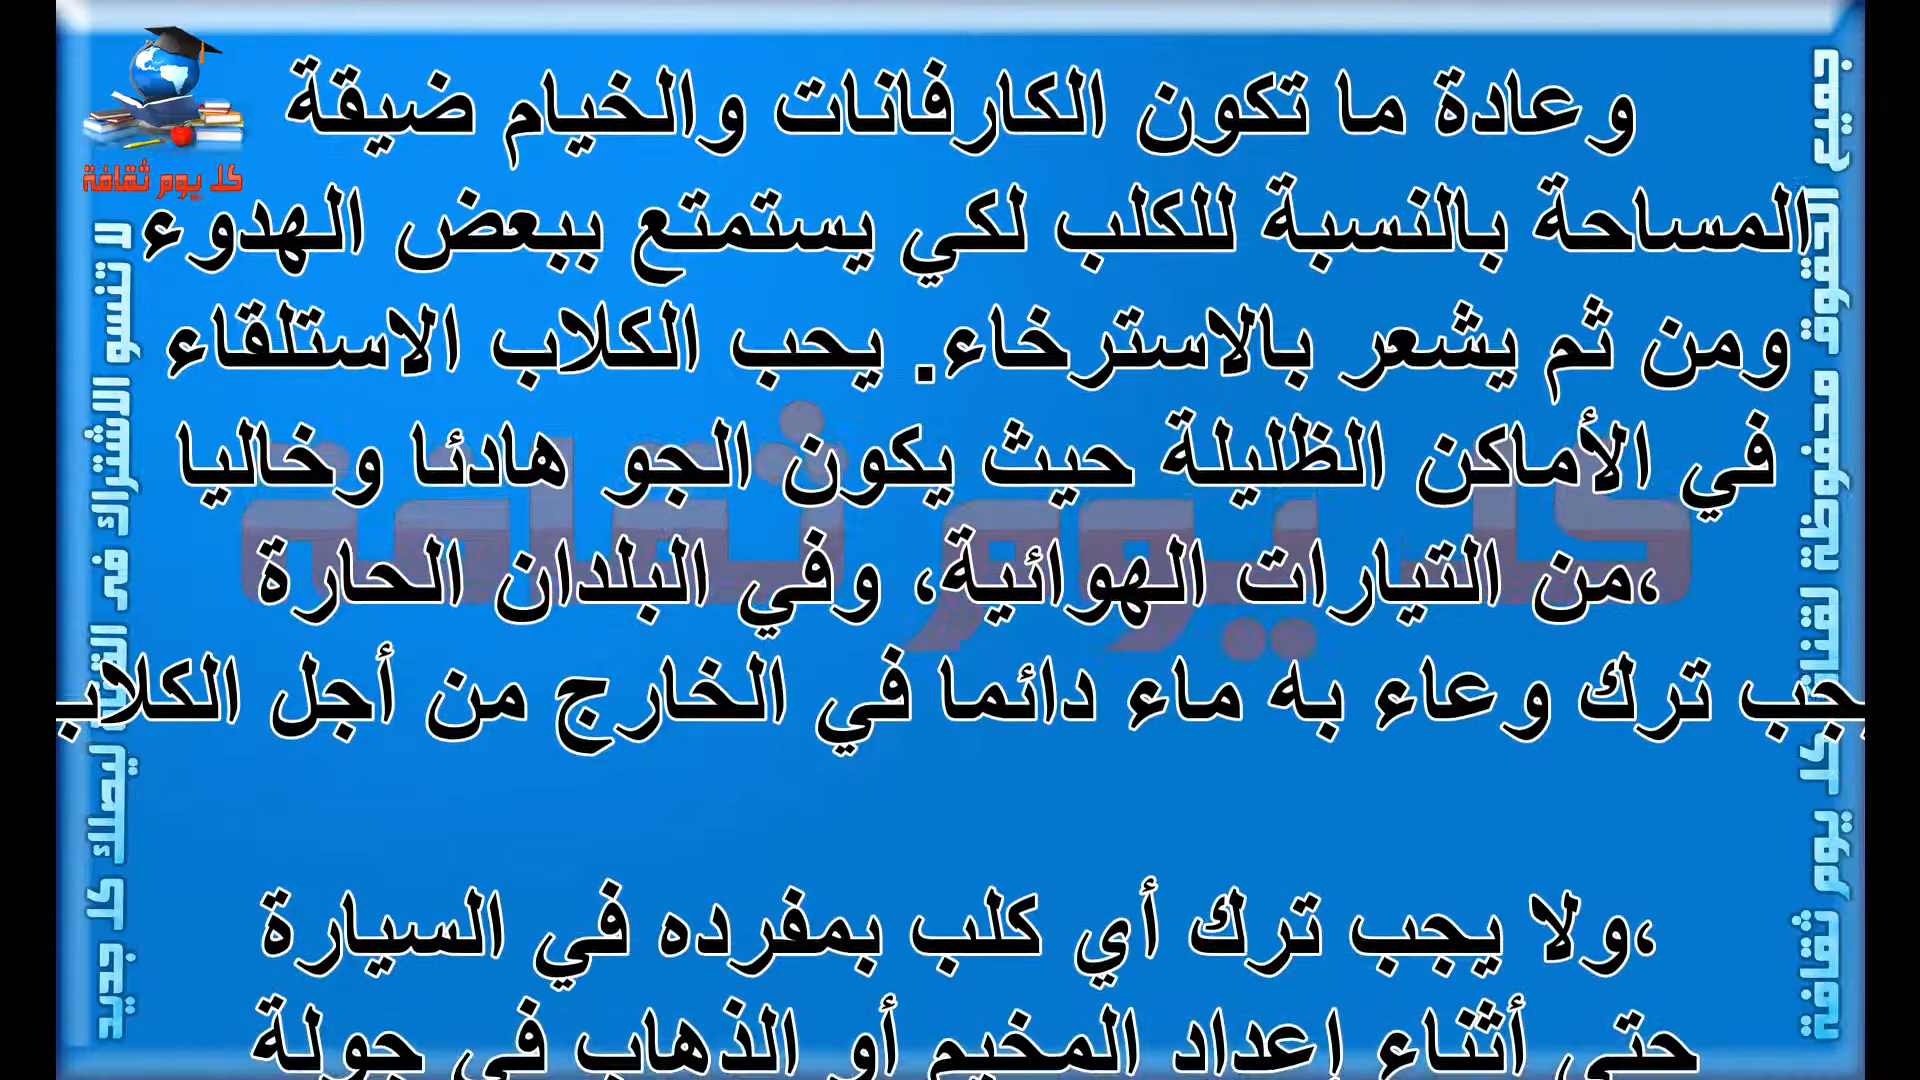 وعادة ما تكون الكارفانات والخيام ضيقة
المساحة بالنسبة للكلب لكي يستمتع ببعض الهدوء
ومن ثم يشعر بالاسترخاء. يحب الكلاب الاستلقاء
في الأماكن الظليلة حيث يكون الجو هادئا وخاليا
من التيارات الهوائية، وفي البلدان الحارة،
يجب ترك وعاء به ماء دائما في الخارج من أجل الكلاب
ولا يجب ترك أي كلب بمفرده في السيارة،
حتى أثناء إعداد المخيم أو الذهاب في جولة
كل يوم ثقافة
كل يوم ثقافة
جميع الحقوق محفوظة لقناة كل يوم ثقافة
لا تنسو الاشتراك فى القناة ليصلك كل جديد